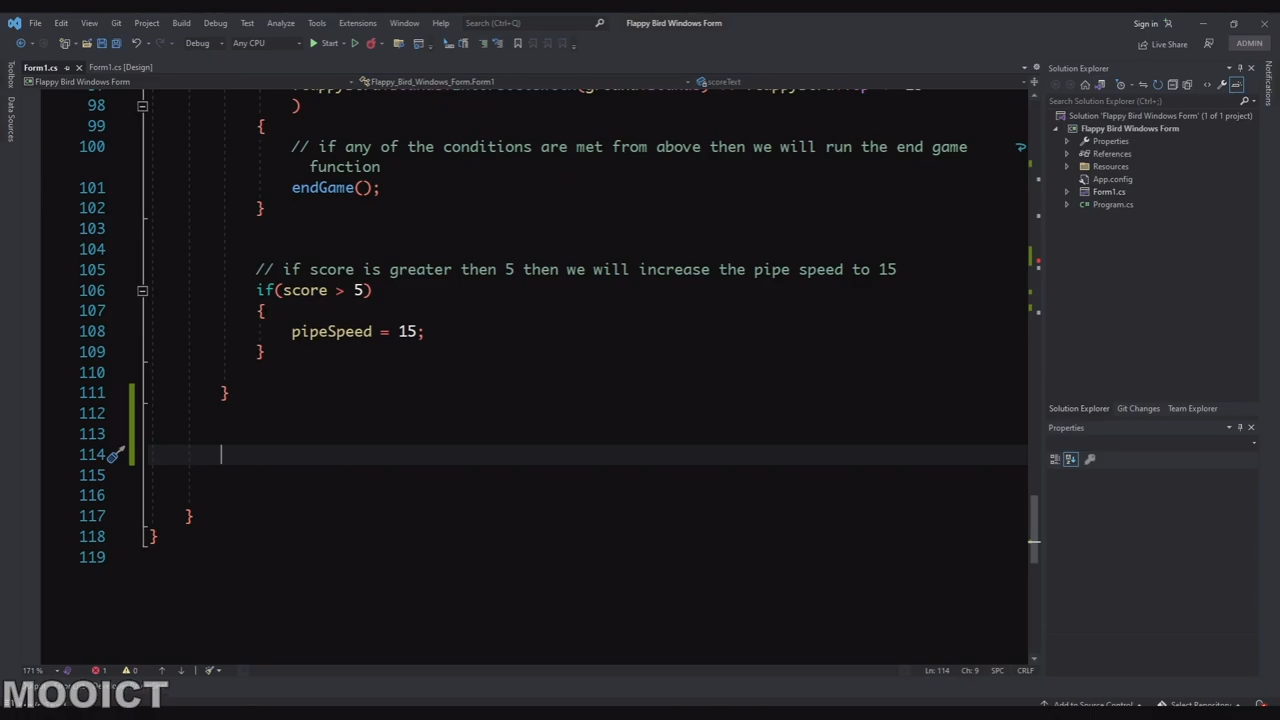 File Edit View Git Project Build Debug Test Analyze Tools Extensions Window Help Search (Ctrl+Q) Flappy Bird Windows Form Sign in
Debug Any CPU Start Live Share ADMIN
Form1.cs Form1.cs [Design]
Flappy Bird Windows Form Flappy_Bird_Windows_Form.Form1 scoreText
98 )
99 {
100 // if any of the conditions are met from above then we will run the end game
function
101 endGame();
102 }
103
104
105 // if score is greater then 5 then we will increase the pipe speed to 15
106 if(score > 5)
107 {
108 pipeSpeed = 15;
109 }
110
111 }
112
113
114
115
116
117 }
118 }
119
171 % 1 0 Ln: 114 Ch: 9 SPC CRLF
Toolbox
Data Sources
Solution Explorer
Search Solution Explorer (Ctrl+;)
Solution 'Flappy Bird Windows Form' (1 of 1 project)
Flappy Bird Windows Form
Properties
References
Resources
App.config
Form1.cs
Program.cs
Solution Explorer Git Changes Team Explorer
Properties
Notifications
MOOICT
Add to Source Control Select Repository